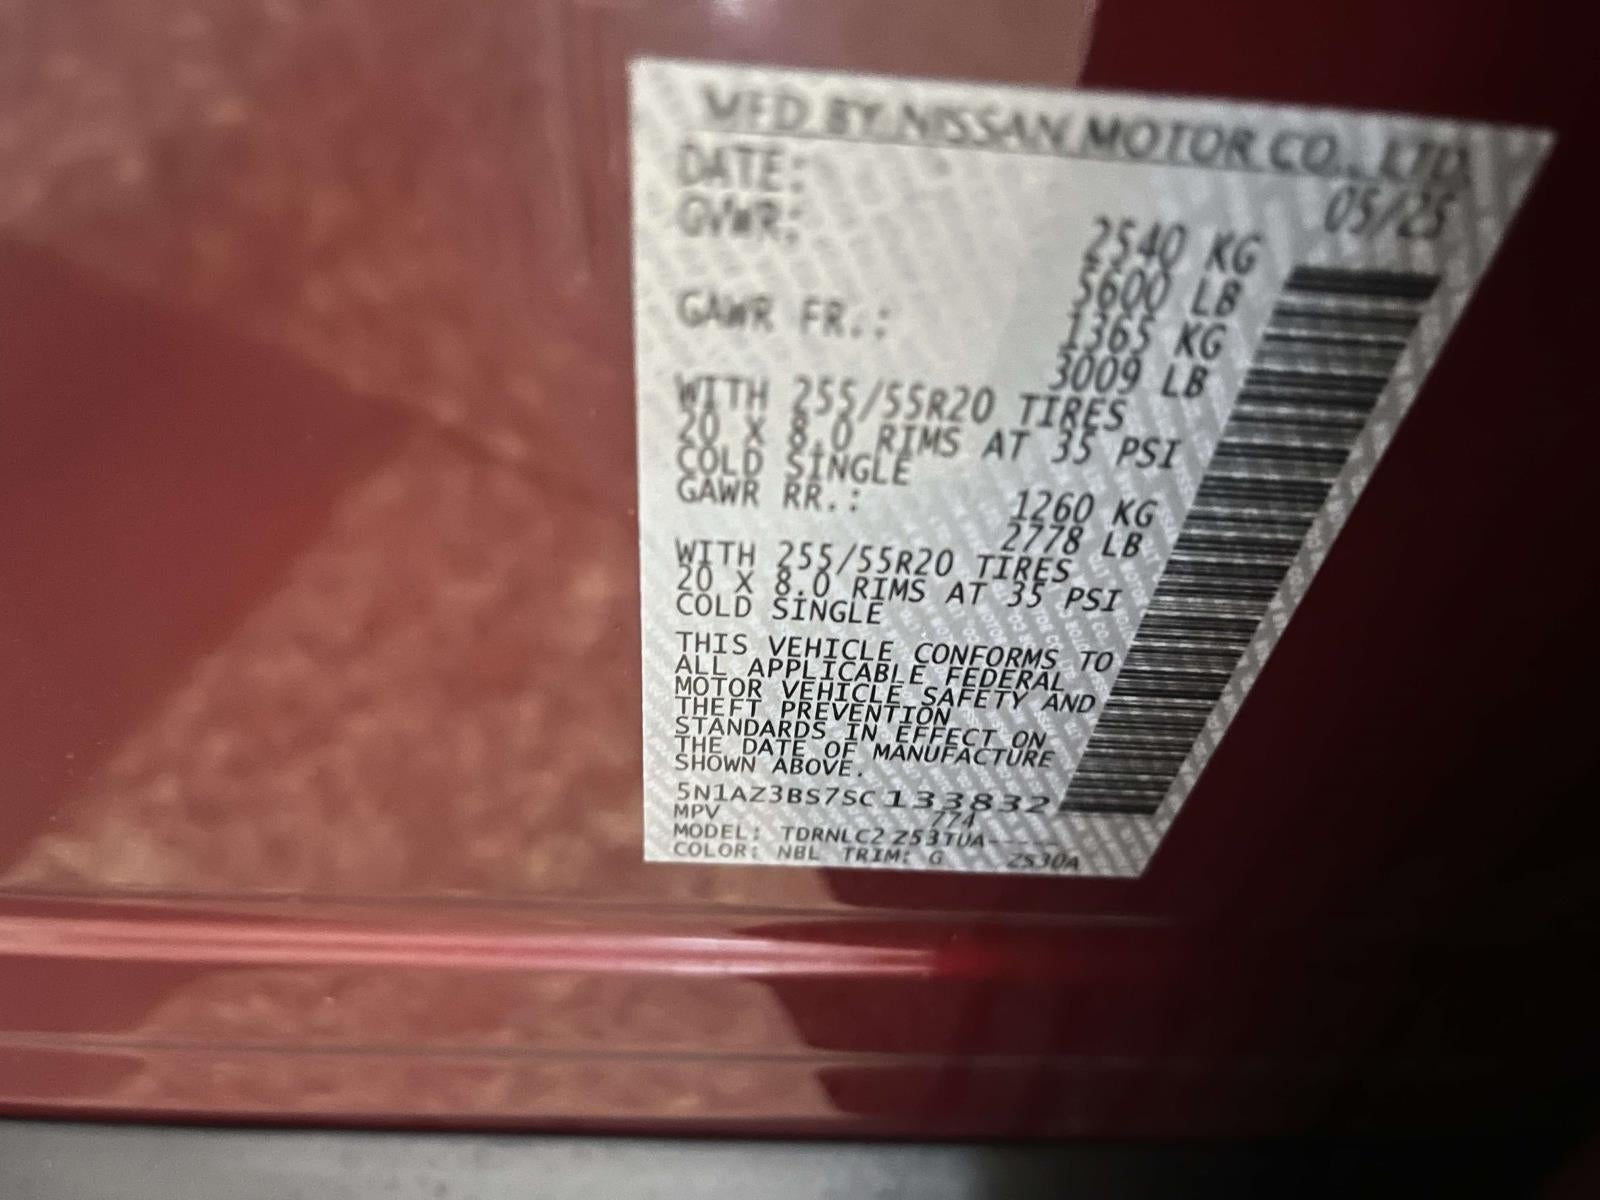 MFD BY NISSAN MOTOR CO., LTD.
DATE: 05/25
GVWR: 2540 KG
5600 LB
GAWR FR.: 1365 KG
3009 LB
WITH 255/55R20 TIRES
20 X 8.0 RIMS AT 35 PSI
COLD SINGLE
GAWR RR.: 1260 KG
2778 LB
WITH 255/55R20 TIRES
20 X 8.0 RIMS AT 35 PSI
COLD SINGLE
THIS VEHICLE CONFORMS TO
ALL APPLICABLE FEDERAL
MOTOR VEHICLE SAFETY AND
THEFT PREVENTION
STANDARDS IN EFFECT ON
THE DATE OF MANUFACTURE
SHOWN ABOVE.
5N1AZ3BS7SC133832
MPV 774
MODEL: TDRNLC2 Z53TUA-----
COLOR: NBL TRIM: G ZS30A